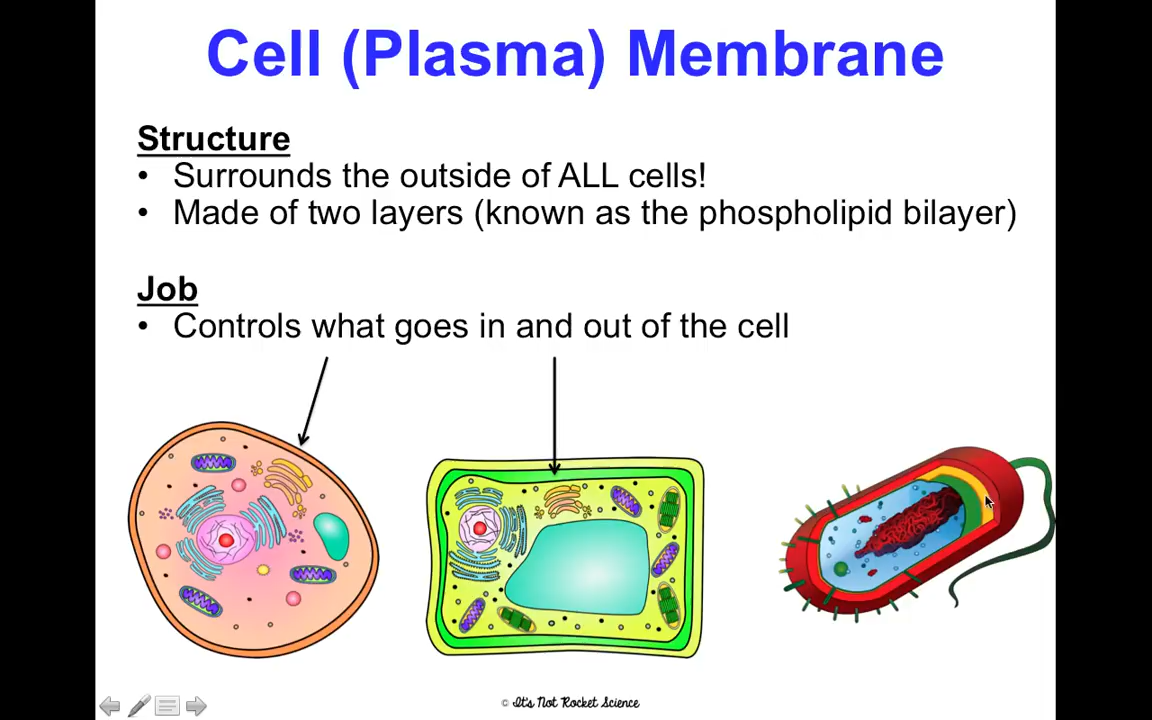 Cell (Plasma) Membrane
Structure
• Surrounds the outside of ALL cells!
• Made of two layers (known as the phospholipid bilayer)
Job
• Controls what goes in and out of the cell
© It's Not Rocket Science